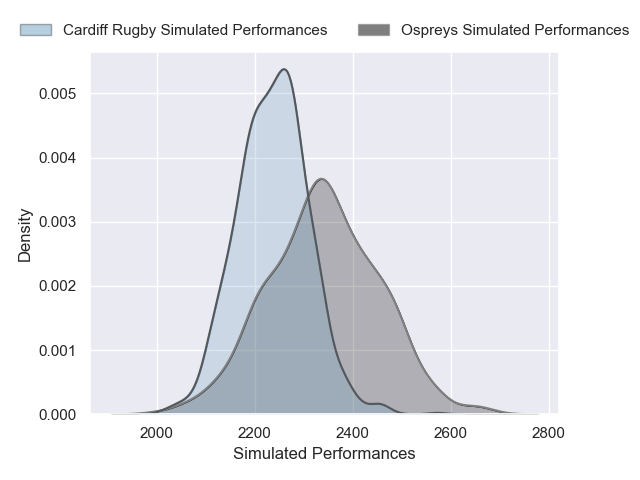 Cardiff Rugby Simulated Performances Ospreys Simulated Performances
0.005
0.004
0.003
0.002
0.001
0.000
Density
2000 2200 2400 2600 2800
Simulated Performances